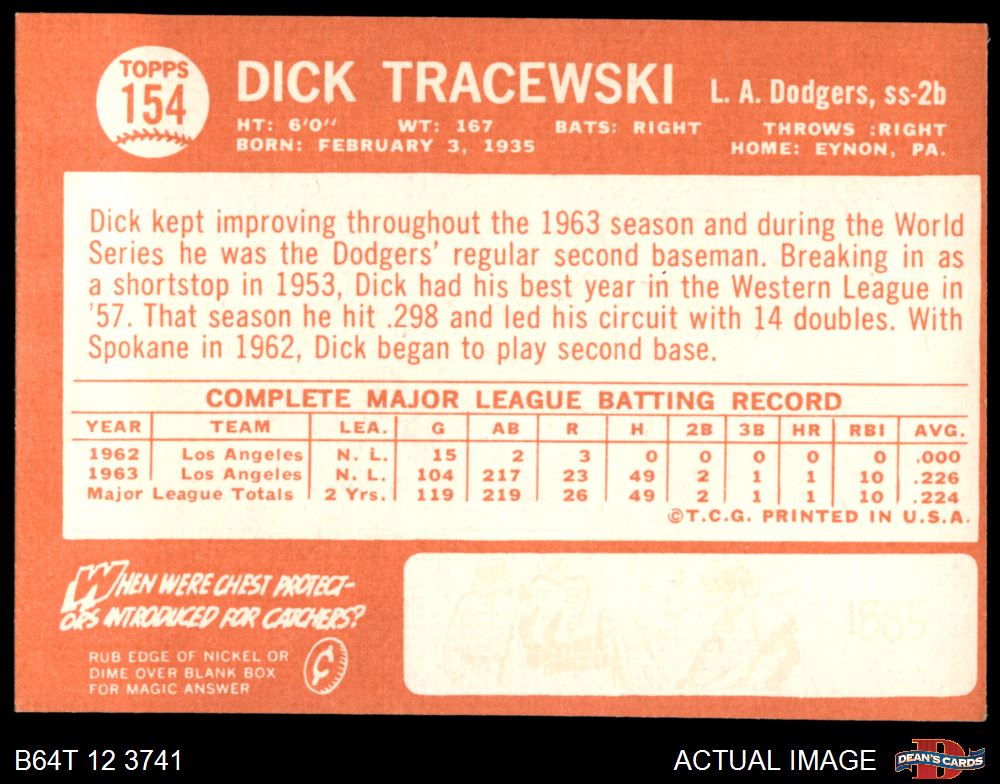 TOPPS
154
DICK TRACEWSKI L. A. Dodgers, ss-2b
HT: 6'0" WT: 167 BATS: RIGHT THROWS :RIGHT
BORN: FEBRUARY 3, 1935 HOME: EYNON, PA.
Dick kept improving throughout the 1963 season and during the World
Series he was the Dodgers' regular second baseman. Breaking in as
a shortstop in 1953, Dick had his best year in the Western League in
'57. That season he hit .298 and led his circuit with 14 doubles. With
Spokane in 1962, Dick began to play second base.
COMPLETE MAJOR LEAGUE BATTING RECORD
YEAR TEAM LEA. G AB R H 2B 3B HR RBI AVG.
1962 Los Angeles N. L. 15 2 3 0 0 0 0 0 .000
1963 Los Angeles N. L. 104 217 23 49 2 1 1 10 .226
Major League Totals 2 Yrs. 119 219 26 49 2 1 1 10 .224
©T.C.G. PRINTED IN U.S.A.
WHEN WERE CHEST PROTECT-
ORS INTRODUCED FOR CATCHERS?
RUB EDGE OF NICKEL OR
DIME OVER BLANK BOX
FOR MAGIC ANSWER
¢
1885
B64T 12 3741 ACTUAL IMAGE DEAN'S CARDS